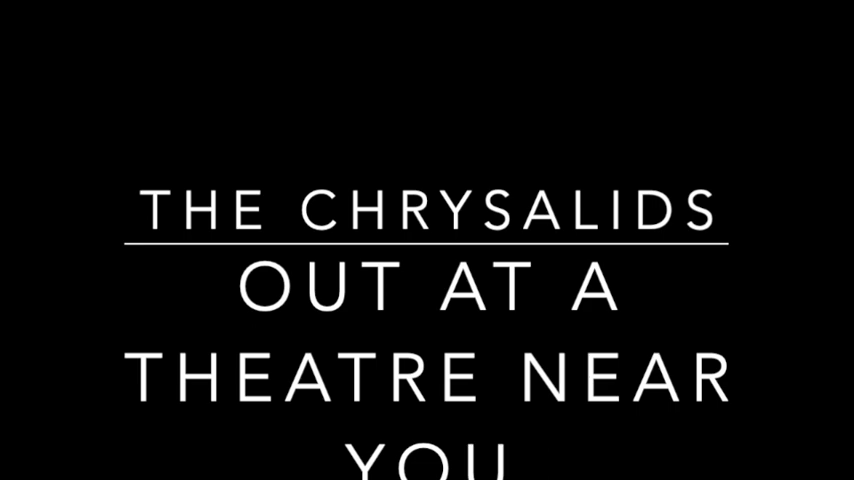 THE CHRYSALIDS
OUT AT A
THEATRE NEAR
YOU